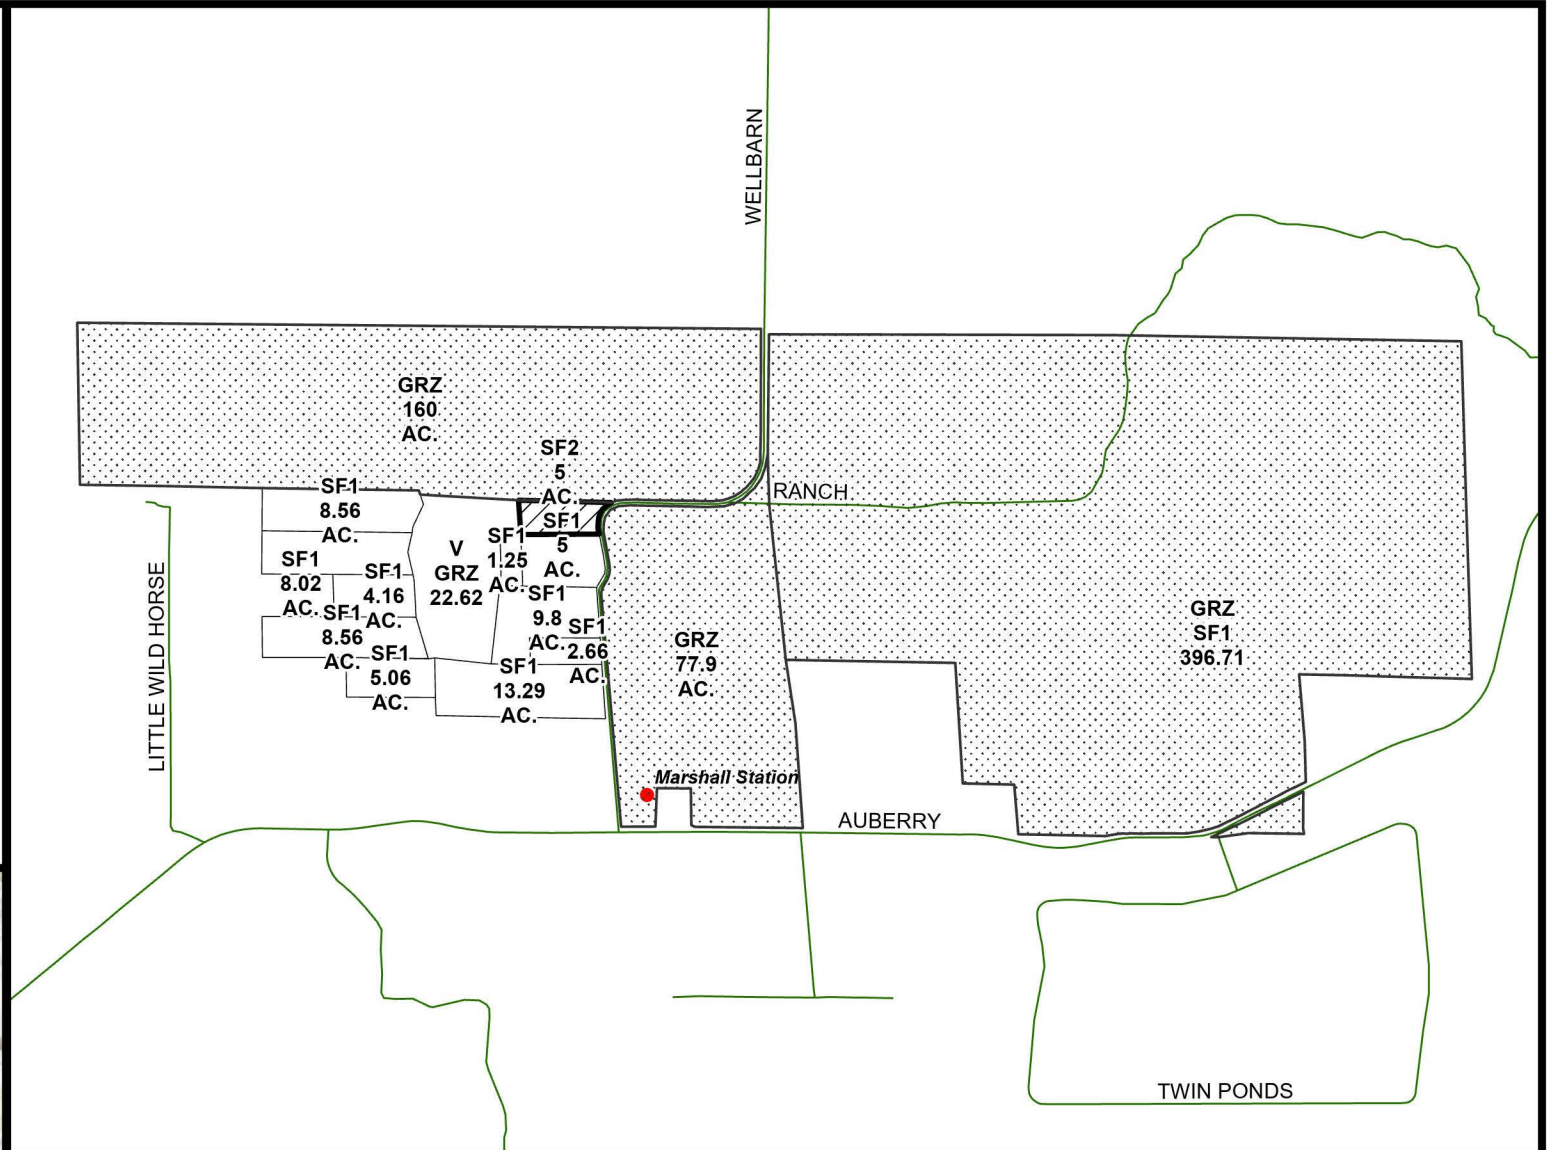 WELLBARN
GRZ
160
AC.
SF2
5
AC.
RANCH
SF1
8.56
AC.
SF1
5
AC.
SF1
1.25
AC.
V
GRZ
22.62
SF1
8.02
AC.
SF1
4.16
AC.
SF1
9.8
AC.
SF1
8.56
AC.
SF1
2.66
AC.
SF1
5.06
AC.
SF1
13.29
AC.
GRZ
77.9
AC.
GRZ
SF1
396.71
LITTLE WILD HORSE
Marshall Station
AUBERRY
TWIN PONDS